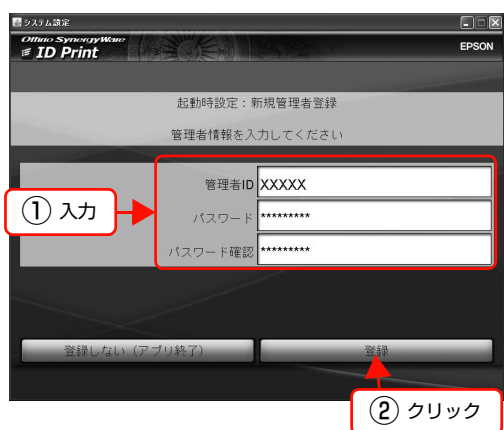 システム設定
Offirio SynergyWare
ID Print
EPSON
起動時設定：新規管理者登録
管理者情報を入力してください
管理者ID XXXXX
パスワード *********
パスワード確認 *********
① 入力
登録しない（アプリ終了）
登録
② クリック